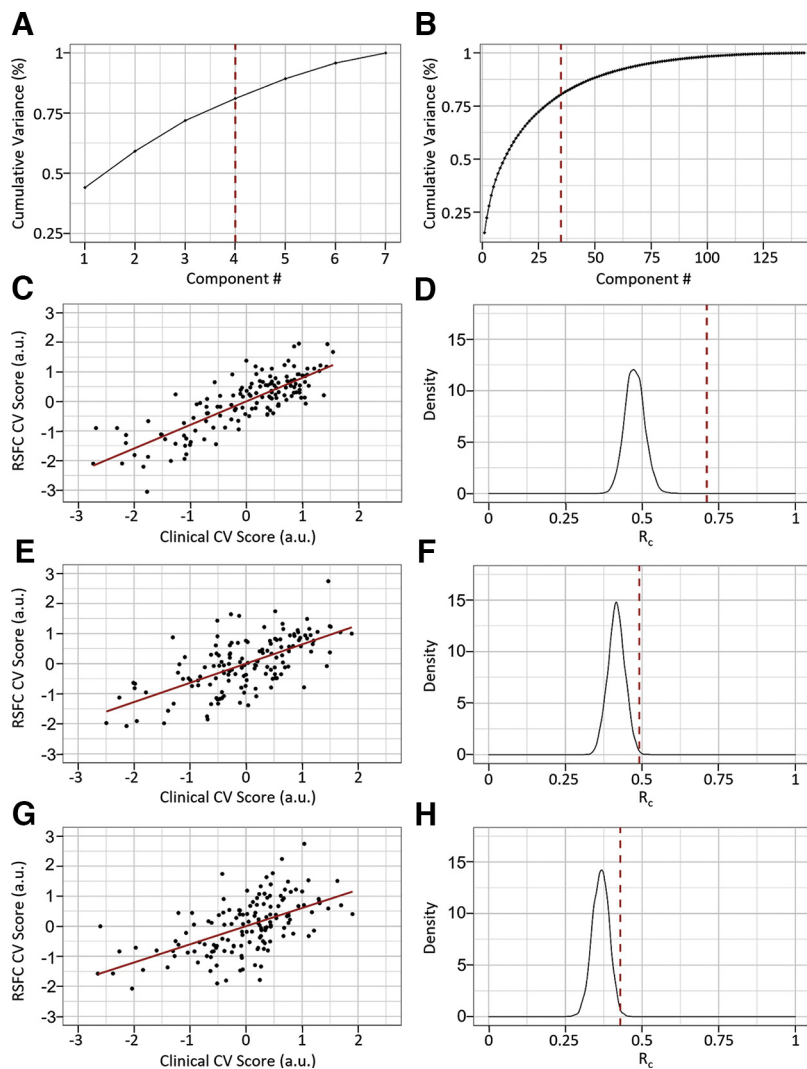 A
Cumulative Variance (%)
1
0.75
0.5
0.25
1 2 3 4 5 6 7
Component #
B
Cumulative Variance (%)
1
0.75
0.5
0.25
0 25 50 75 100 125
Component #
C
RSFC CV Score (a.u.)
3
2
1
0
-1
-2
-3
-3 -2 -1 0 1 2
Clinical CV Score (a.u.)
D
Density
15
10
5
0
0 0.25 0.5 0.75 1
Rc
E
RSFC CV Score (a.u.)
3
2
1
0
-1
-2
-3
-3 -2 -1 0 1 2
Clinical CV Score (a.u.)
F
Density
15
10
5
0
0 0.25 0.5 0.75 1
Rc
G
RSFC CV Score (a.u.)
3
2
1
0
-1
-2
-3
-3 -2 -1 0 1 2
Clinical CV Score (a.u.)
H
Density
15
10
5
0
0 0.25 0.5 0.75 1
Rc